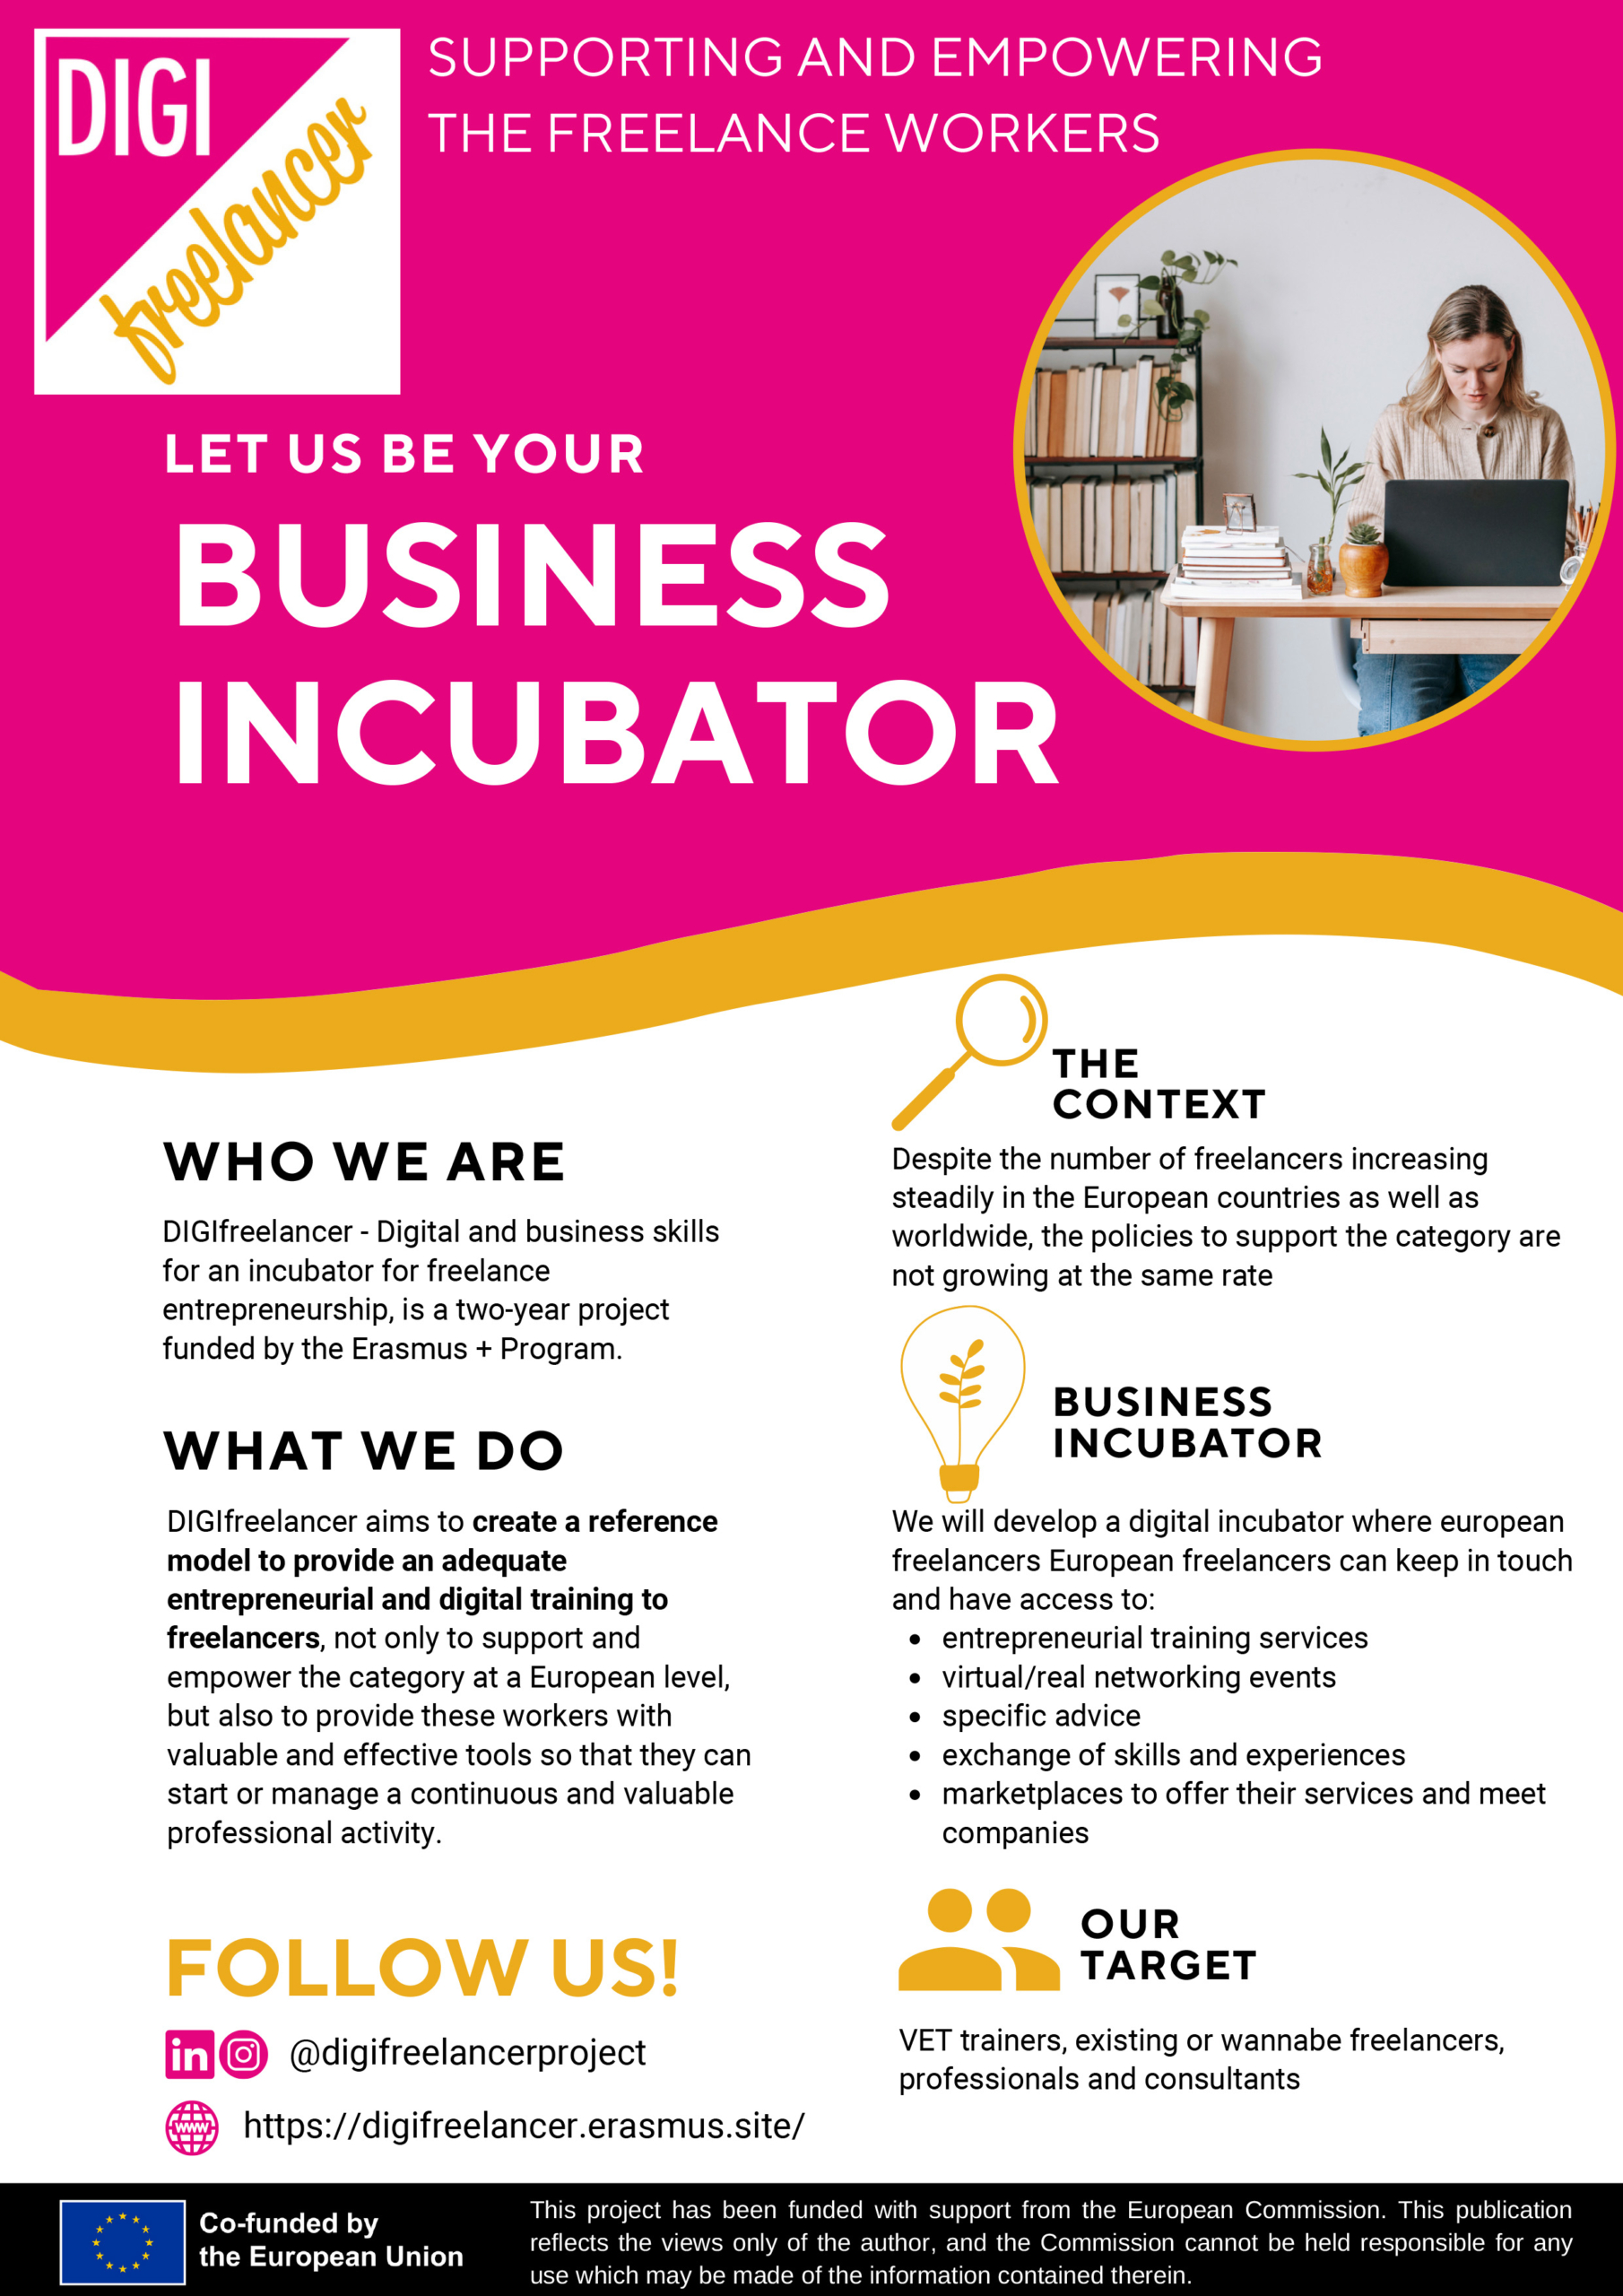 DIGI
freelancer
SUPPORTING AND EMPOWERING
THE FREELANCE WORKERS
LET US BE YOUR
BUSINESS
INCUBATOR
WHO WE ARE
DIGIfreelancer - Digital and business skills
for an incubator for freelance
entrepreneurship, is a two-year project
funded by the Erasmus + Program.
WHAT WE DO
DIGIfreelancer aims to create a reference
model to provide an adequate
entrepreneurial and digital training to
freelancers, not only to support and
empower the category at a European level,
but also to provide these workers with
valuable and effective tools so that they can
start or manage a continuous and valuable
professional activity.
FOLLOW US!
in
@digifreelancerproject
www
https://digifreelancer.erasmus.site/
THE
CONTEXT
Despite the number of freelancers increasing
steadily in the European countries as well as
worldwide, the policies to support the category are
not growing at the same rate
BUSINESS
INCUBATOR
We will develop a digital incubator where european
freelancers European freelancers can keep in touch
and have access to:
• entrepreneurial training services
• virtual/real networking events
• specific advice
• exchange of skills and experiences
• marketplaces to offer their services and meet
companies
OUR
TARGET
VET trainers, existing or wannabe freelancers,
professionals and consultants
Co-funded by
the European Union
This project has been funded with support from the European Commission. This publication
reflects the views only of the author, and the Commission cannot be held responsible for any
use which may be made of the information contained therein.